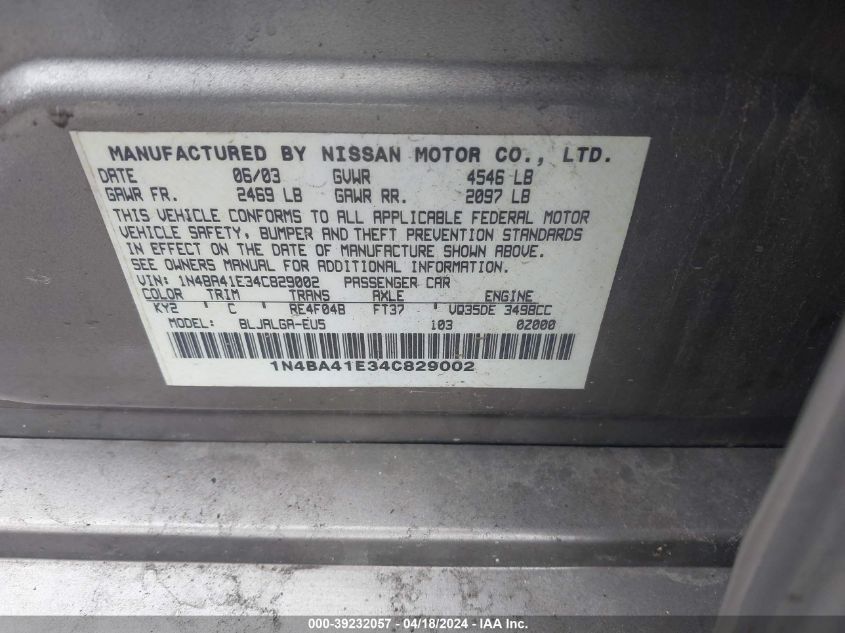 MANUFACTURED BY NISSAN MOTOR CO., LTD.
DATE 06/03 GVWR 4546 LB
GAWR FR. 2469 LB GAWR RR. 2097 LB
THIS VEHICLE CONFORMS TO ALL APPLICABLE FEDERAL MOTOR
VEHICLE SAFETY, BUMPER AND THEFT PREVENTION STANDARDS
IN EFFECT ON THE DATE OF MANUFACTURE SHOWN ABOVE.
SEE OWNERS MANUAL FOR ADDITIONAL INFORMATION.
VIN: 1N4BA41E34C829002 PASSENGER CAR
COLOR TRIM TRANS AXLE ENGINE
KY2 ' C ' RE4F04B FT37 VQ35DE 3498CC
MODEL: BLJALGA-EU5 103 0Z000
1N4BA41E34C829002
000-39232057 - 04/18/2024 - IAAI.com